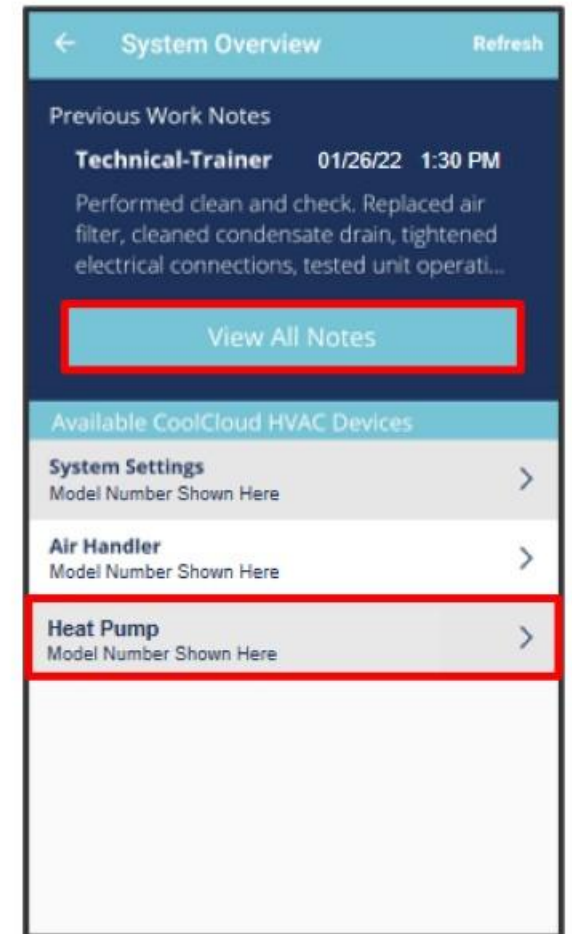 System Overview Refresh
Previous Work Notes
Technical-Trainer 01/26/22 1:30 PM
Performed clean and check. Replaced air
filter, cleaned condensate drain, tightened
electrical connections, tested unit operati...
View All Notes
Available CoolCloud HVAC Devices
System Settings
Model Number Shown Here
Air Handler
Model Number Shown Here
Heat Pump
Model Number Shown Here